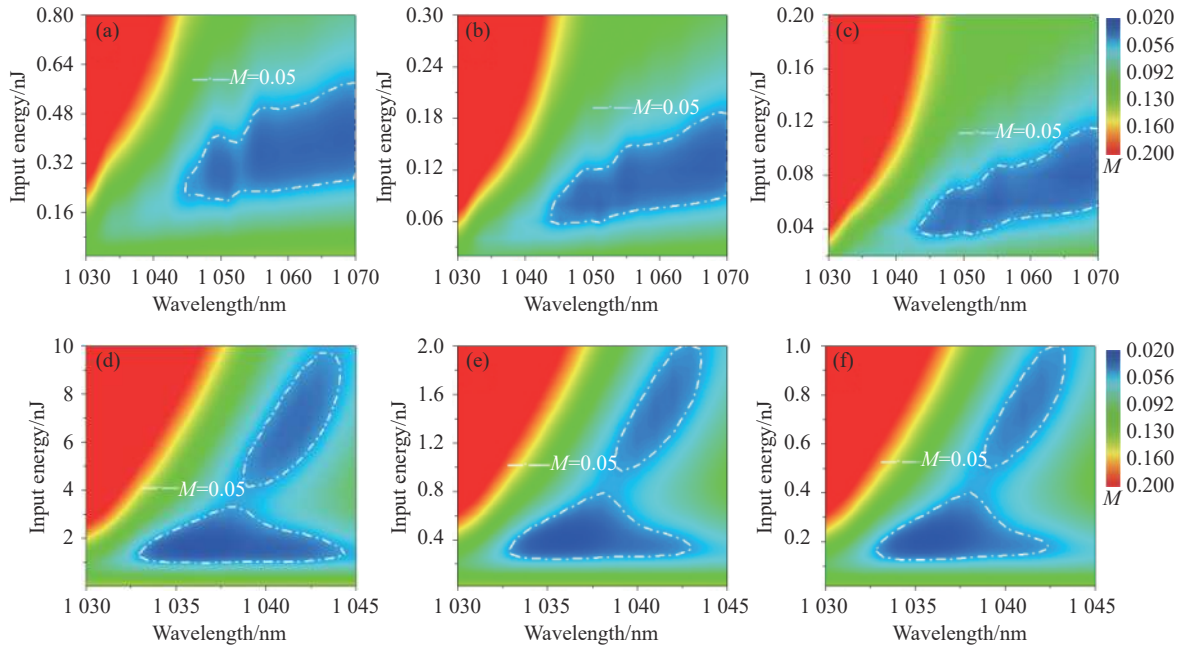 (a)
Input energy/nJ
0.80
0.64
0.48
0.32
0.16
M=0.05
1 030 1 040 1 050 1 060 1 070
Wavelength/nm
(b)
Input energy/nJ
0.30
0.24
0.18
0.12
0.06
M=0.05
1 030 1 040 1 050 1 060 1 070
Wavelength/nm
(c)
Input energy/nJ
0.20
0.16
0.12
0.08
0.04
M=0.05
1 030 1 040 1 050 1 060 1 070
Wavelength/nm
0.020
0.056
0.092
0.130
0.160
0.200
M
(d)
Input energy/nJ
10
8
6
4
2
M=0.05
1 030 1 035 1 040 1 045
Wavelength/nm
(e)
Input energy/nJ
2.0
1.6
1.2
0.8
0.4
M=0.05
1 030 1 035 1 040 1 045
Wavelength/nm
(f)
Input energy/nJ
1.0
0.8
0.6
0.4
0.2
M=0.05
1 030 1 035 1 040 1 045
Wavelength/nm
0.020
0.056
0.092
0.130
0.160
0.200
M